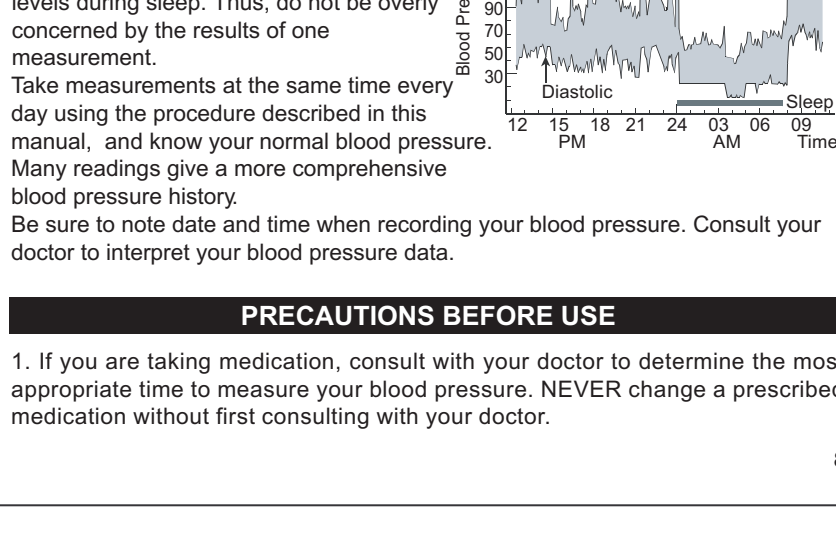 levels during sleep. Thus, do not be overly
concerned by the results of one
measurement.
Take measurements at the same time every
day using the procedure described in this
manual, and know your normal blood pressure.
Many readings give a more comprehensive
blood pressure history.
Be sure to note date and time when recording your blood pressure. Consult your
doctor to interpret your blood pressure data.
Blood Pre
90
70
50
30
Diastolic
Sleep
12 15 18 21 24 03 06 09
PM AM Time
PRECAUTIONS BEFORE USE
1. If you are taking medication, consult with your doctor to determine the mos
appropriate time to measure your blood pressure. NEVER change a prescribed
medication without first consulting with your doctor.